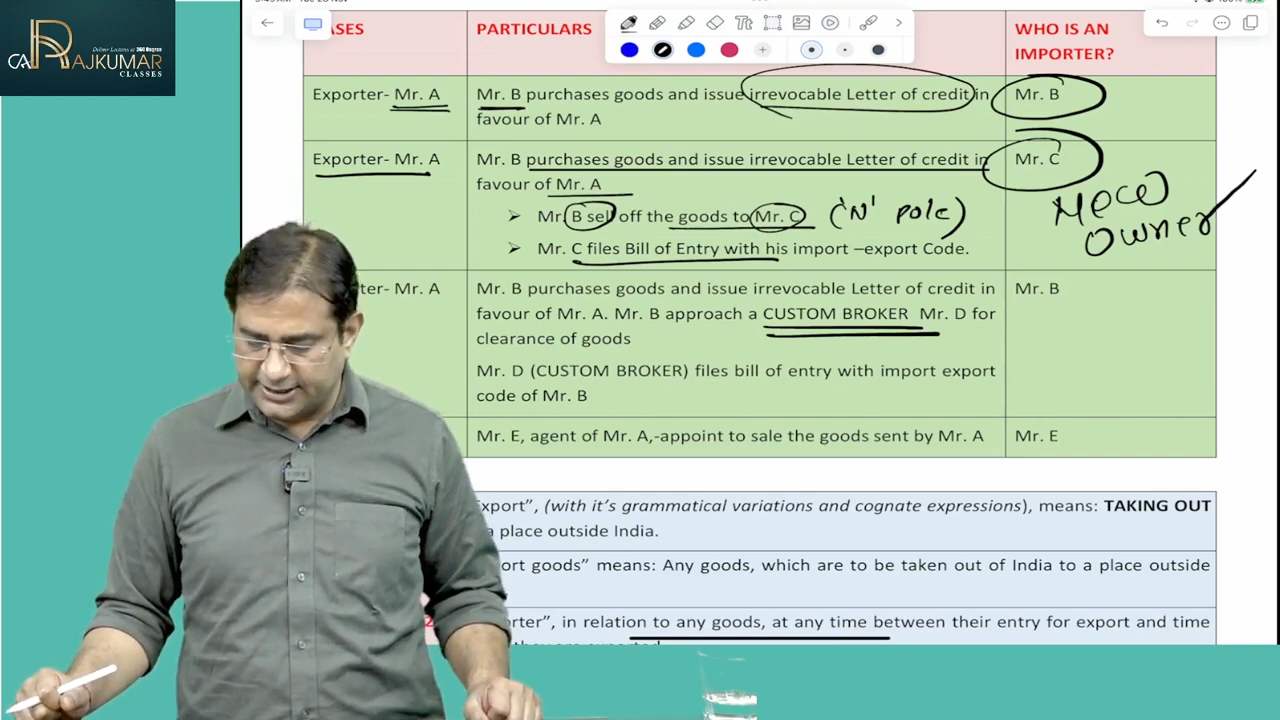 CA RAJKUMAR
Deliver Lectures at 360 Degree
CLASSES
ASES
PARTICULARS
WHO IS AN
IMPORTER?
Exporter- Mr. A
Mr. B purchases goods and issue irrevocable Letter of credit in
favour of Mr. A
Mr. B
Exporter- Mr. A
Mr. B purchases goods and issue irrevocable Letter of credit in
favour of Mr. A
➢ Mr. B sell off the goods to Mr. C ('N' pole)
➢ Mr. C files Bill of Entry with his import –export Code.
Mr. C
owner
ter- Mr. A
Mr. B purchases goods and issue irrevocable Letter of credit in
favour of Mr. A. Mr. B approach a CUSTOM BROKER Mr. D for
clearance of goods
Mr. D (CUSTOM BROKER) files bill of entry with import export
code of Mr. B
Mr. B
Mr. E, agent of Mr. A,-appoint to sale the goods sent by Mr. A
Mr. E
Export", (with it's grammatical variations and cognate expressions), means: TAKING OUT
a place outside India.
ort goods" means: Any goods, which are to be taken out of India to a place outside
orter", in relation to any goods, at any time between their entry for export and time